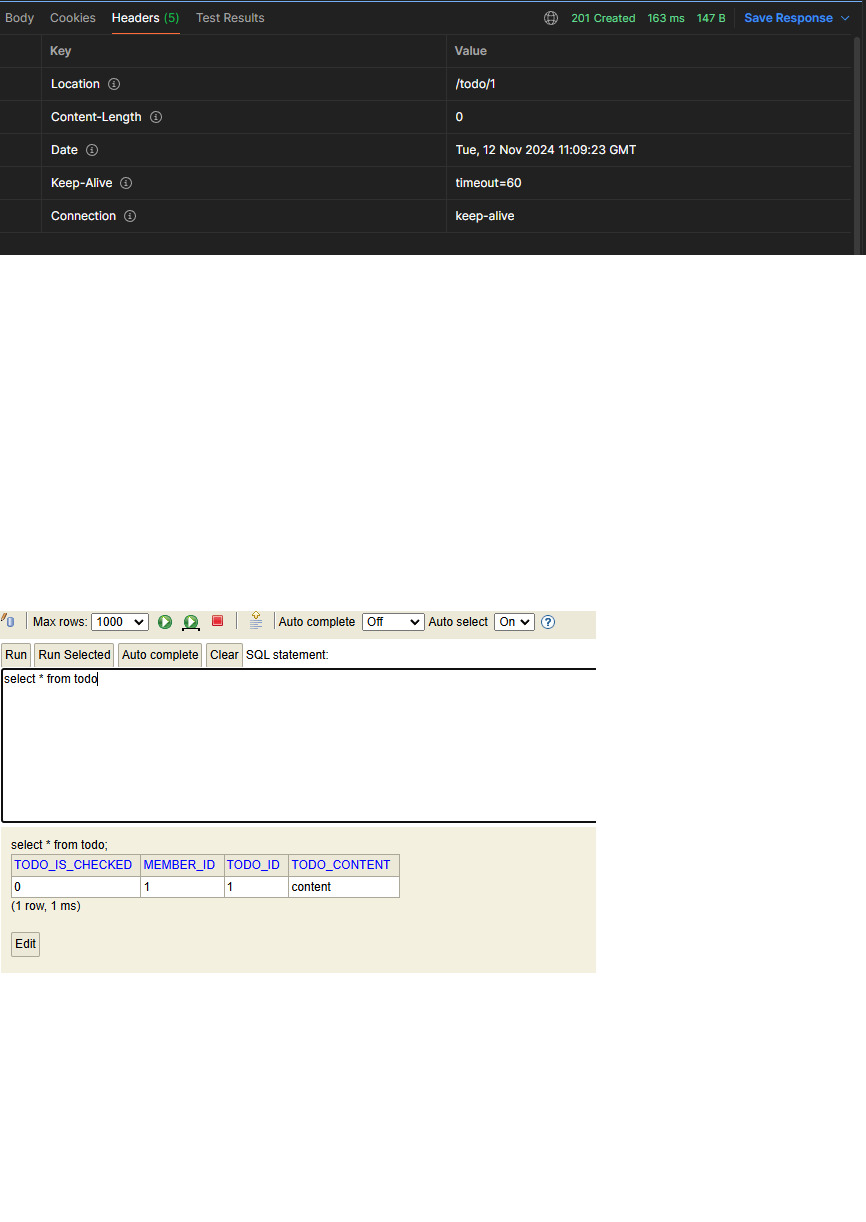 Body Cookies Headers (5) Test Results 201 Created 163 ms 147 B Save Response
Key Value
Location /todo/1
Content-Length 0
Date Tue, 12 Nov 2024 11:09:23 GMT
Keep-Alive timeout=60
Connection keep-alive
Max rows: 1000 Auto complete Off Auto select On ?
Run Run Selected Auto complete Clear SQL statement:
select * from todo
select * from todo;
TODO_IS_CHECKED MEMBER_ID TODO_ID TODO_CONTENT
0 1 1 content
(1 row, 1 ms)
Edit